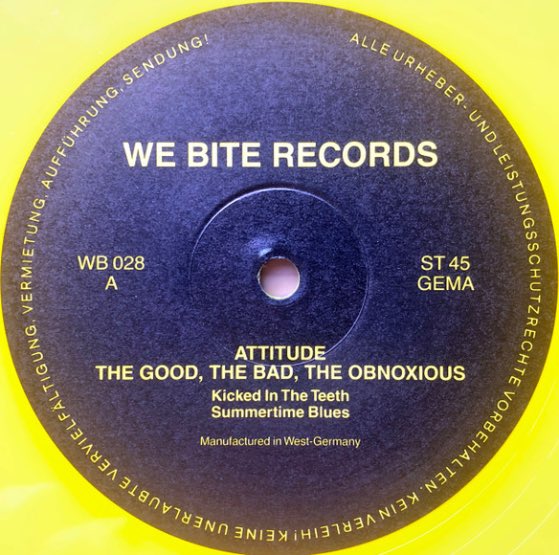 ALLE URHEBER- UND LEISTUNGSSCHUTZRECHTE VORBEHALTEN. KEIN VERLEIH! KEINE UNERLAUBTE VERVIELFÄLTIGUNG, VERMIETUNG, AUFFÜHRUNG, SENDUNG!
WE BITE RECORDS
WB 028
A
ST 45
GEMA
ATTITUDE
THE GOOD, THE BAD, THE OBNOXIOUS
Kicked In The Teeth
Summertime Blues
Manufactured in West-Germany